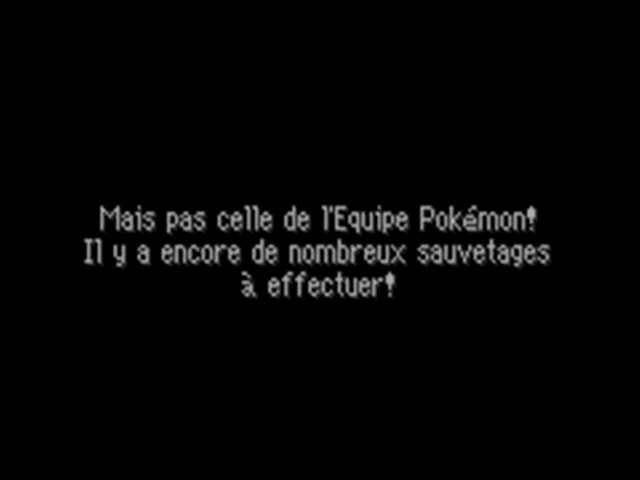 Mais pas celle de l'Equipe Pokémon!
Il y a encore de nombreux sauvetages
à effectuer!